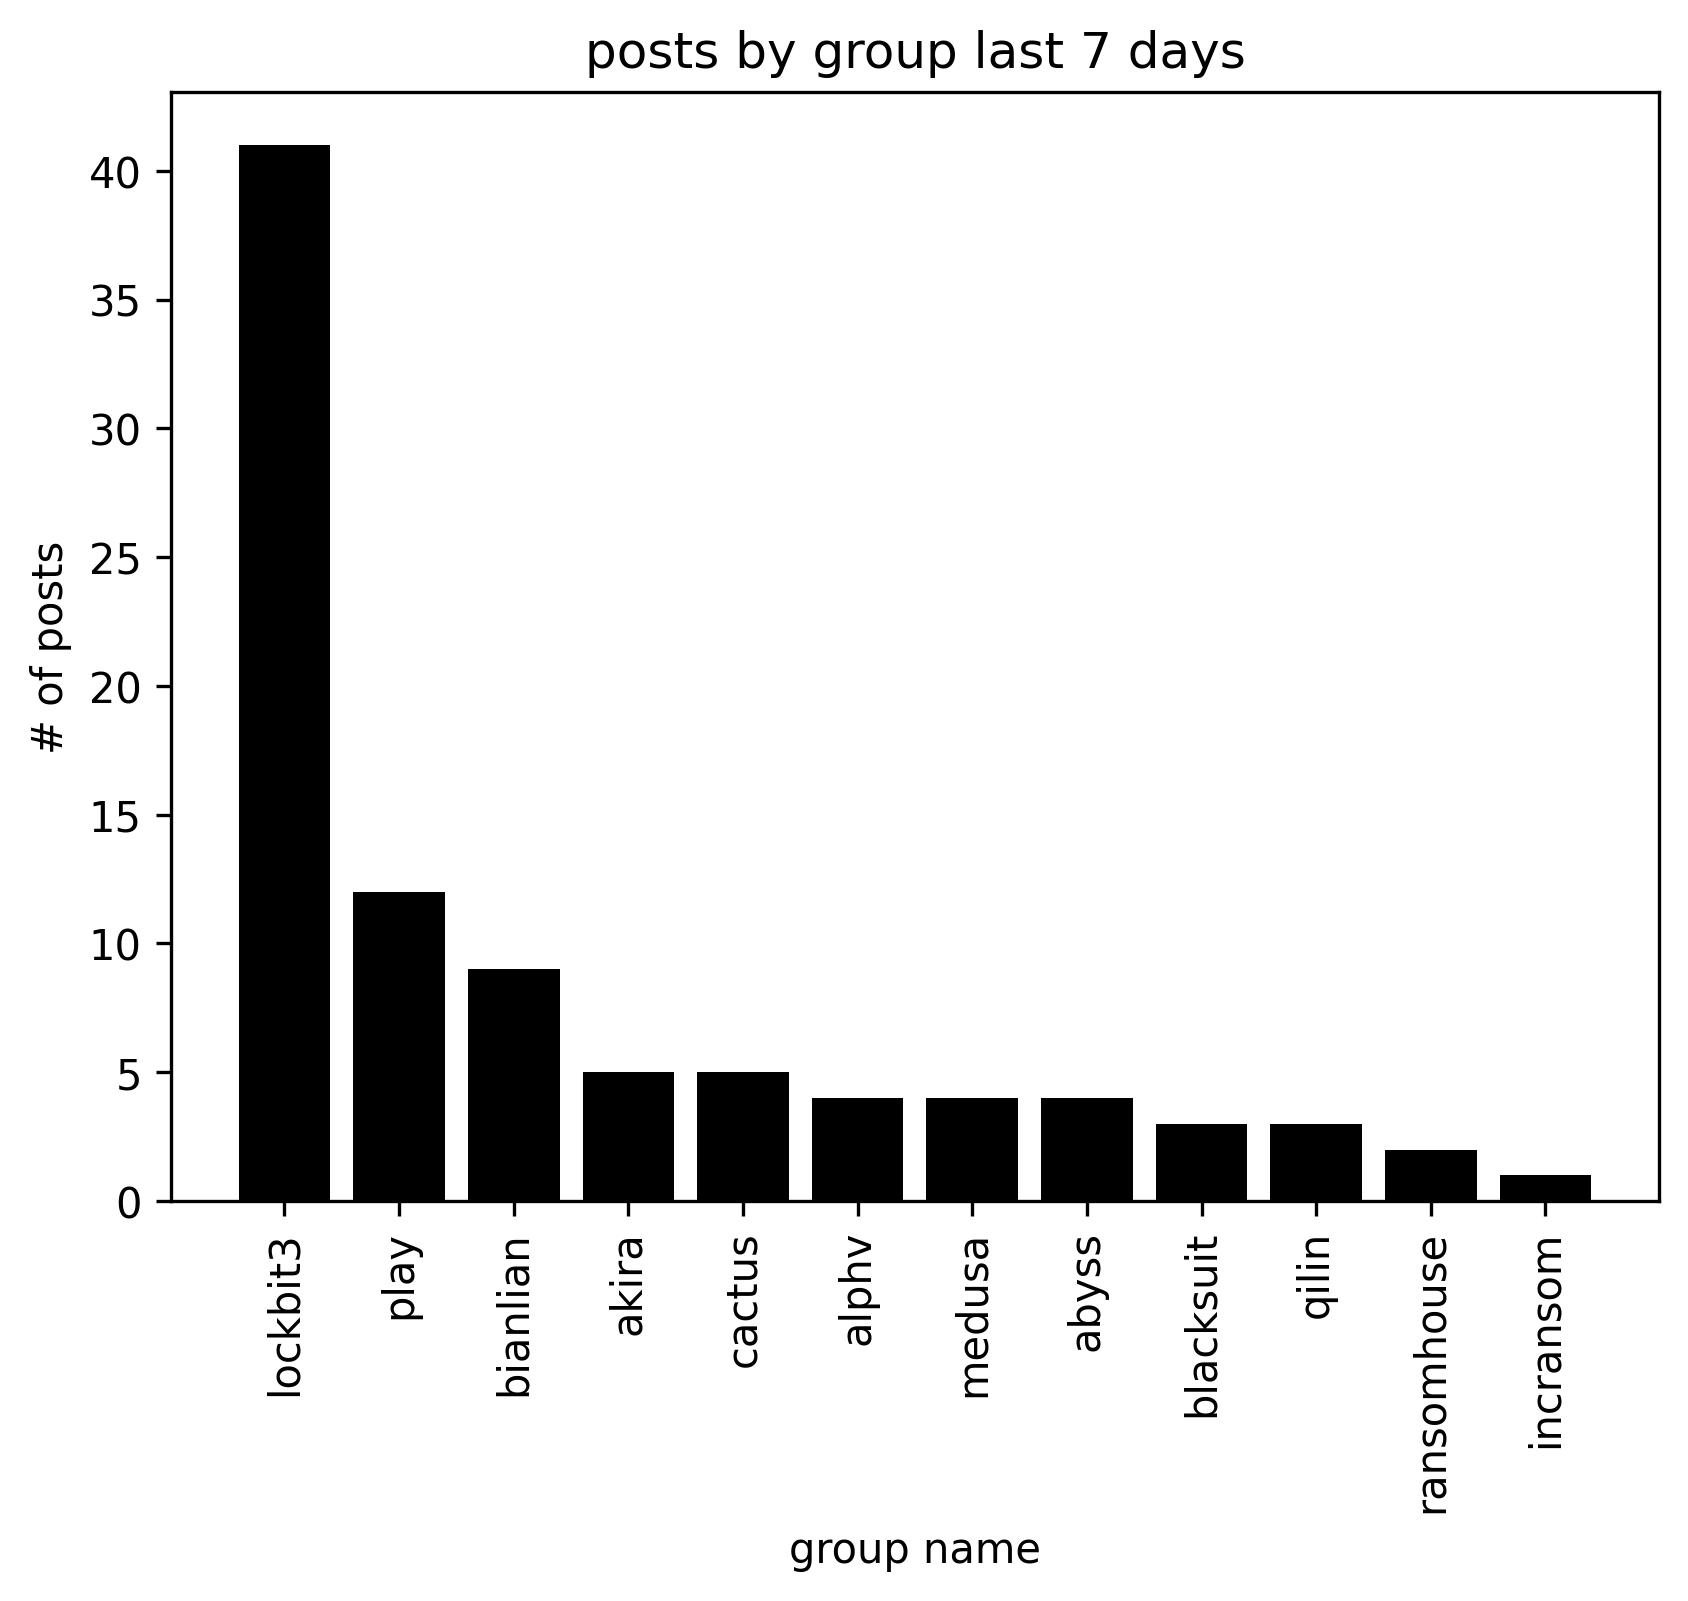 posts by group last 7 days
# of posts
40
35
30
25
20
15
10
5
0
lockbit3
play
bianlian
akira
cactus
alphv
medusa
abyss
blacksuit
qilin
ransomhouse
incransom
group name